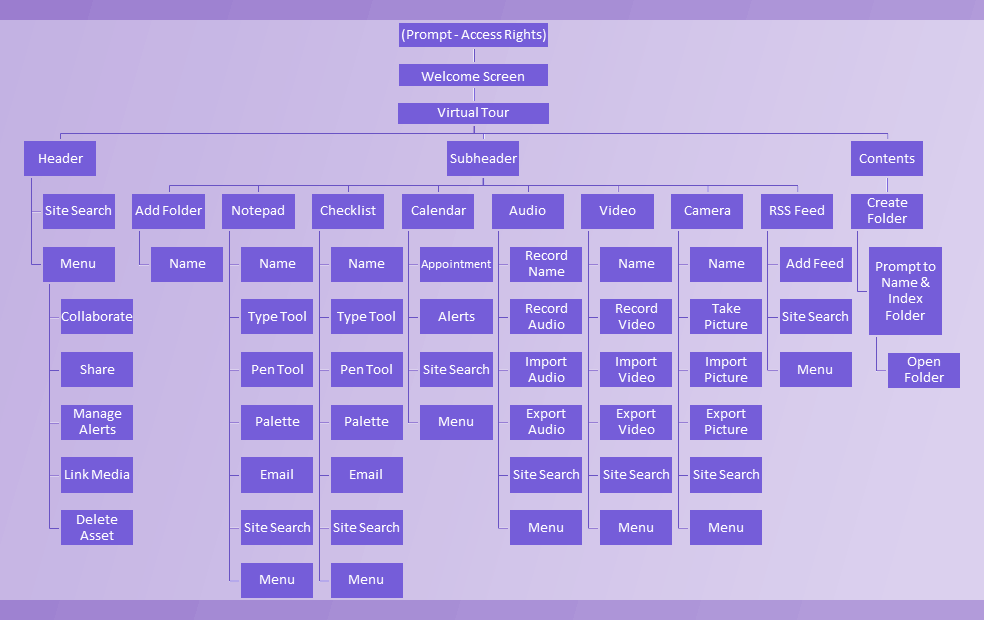 (Prompt - Access Rights)
Welcome Screen
Virtual Tour
Header
Subheader
Contents
Site Search
Menu
Collaborate
Share
Manage
Alerts
Link Media
Delete
Asset
Add Folder
Name
Notepad
Name
Type Tool
Pen Tool
Palette
Email
Site Search
Menu
Checklist
Name
Type Tool
Pen Tool
Palette
Email
Site Search
Menu
Calendar
Appointment
Alerts
Site Search
Menu
Audio
Record
Name
Record
Audio
Import
Audio
Export
Audio
Site Search
Menu
Video
Name
Record
Video
Import
Video
Export
Video
Site Search
Menu
Camera
Name
Take
Picture
Import
Picture
Export
Picture
Site Search
Menu
RSS Feed
Add Feed
Site Search
Menu
Create
Folder
Prompt to
Name &
Index
Folder
Open
Folder